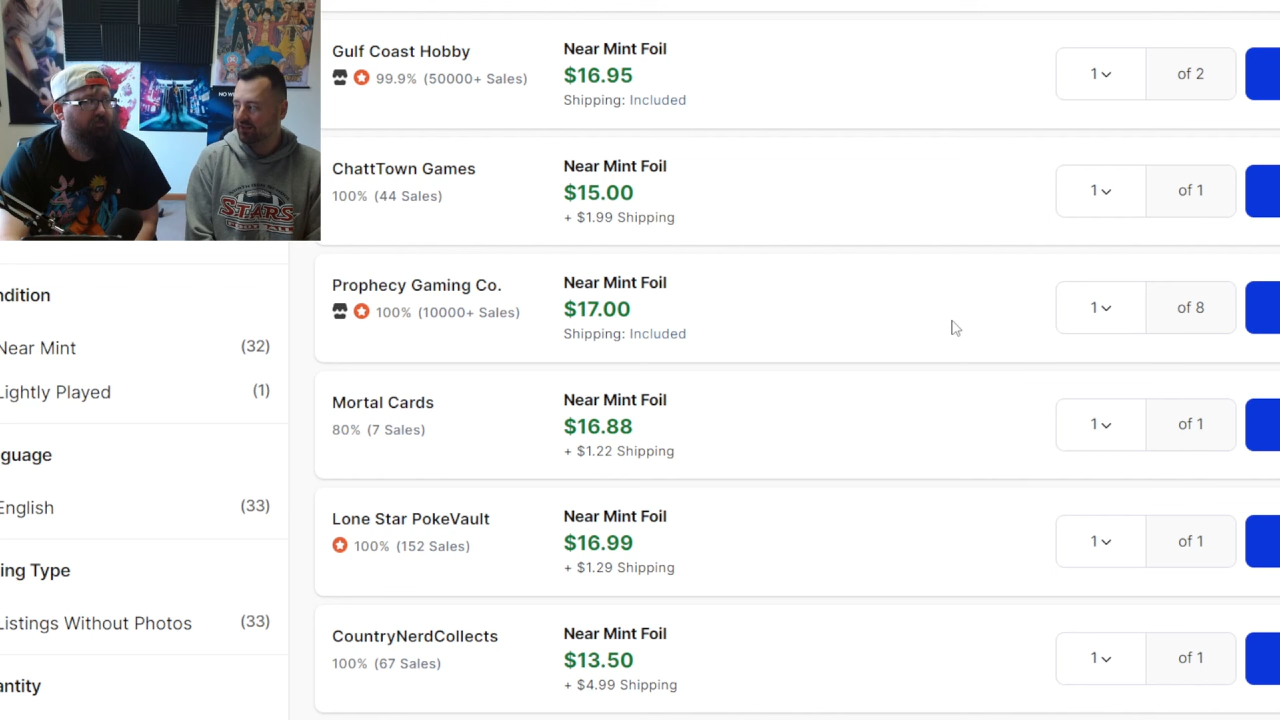 Gulf Coast Hobby
99.9% (50000+ Sales)
Near Mint Foil
$16.95
Shipping: Included
1
of 2
ChattTown Games
100% (44 Sales)
Near Mint Foil
$15.00
+ $1.99 Shipping
1
of 1
Prophecy Gaming Co.
100% (10000+ Sales)
Near Mint Foil
$17.00
Shipping: Included
1
of 8
Mortal Cards
80% (7 Sales)
Near Mint Foil
$16.88
+ $1.22 Shipping
1
of 1
Lone Star PokeVault
100% (152 Sales)
Near Mint Foil
$16.99
+ $1.29 Shipping
1
of 1
CountryNerdCollects
100% (67 Sales)
Near Mint Foil
$13.50
+ $4.99 Shipping
1
of 1
ndition
Near Mint (32)
Lightly Played (1)
guage
English (33)
ing Type
Listings Without Photos (33)
antity
STARS